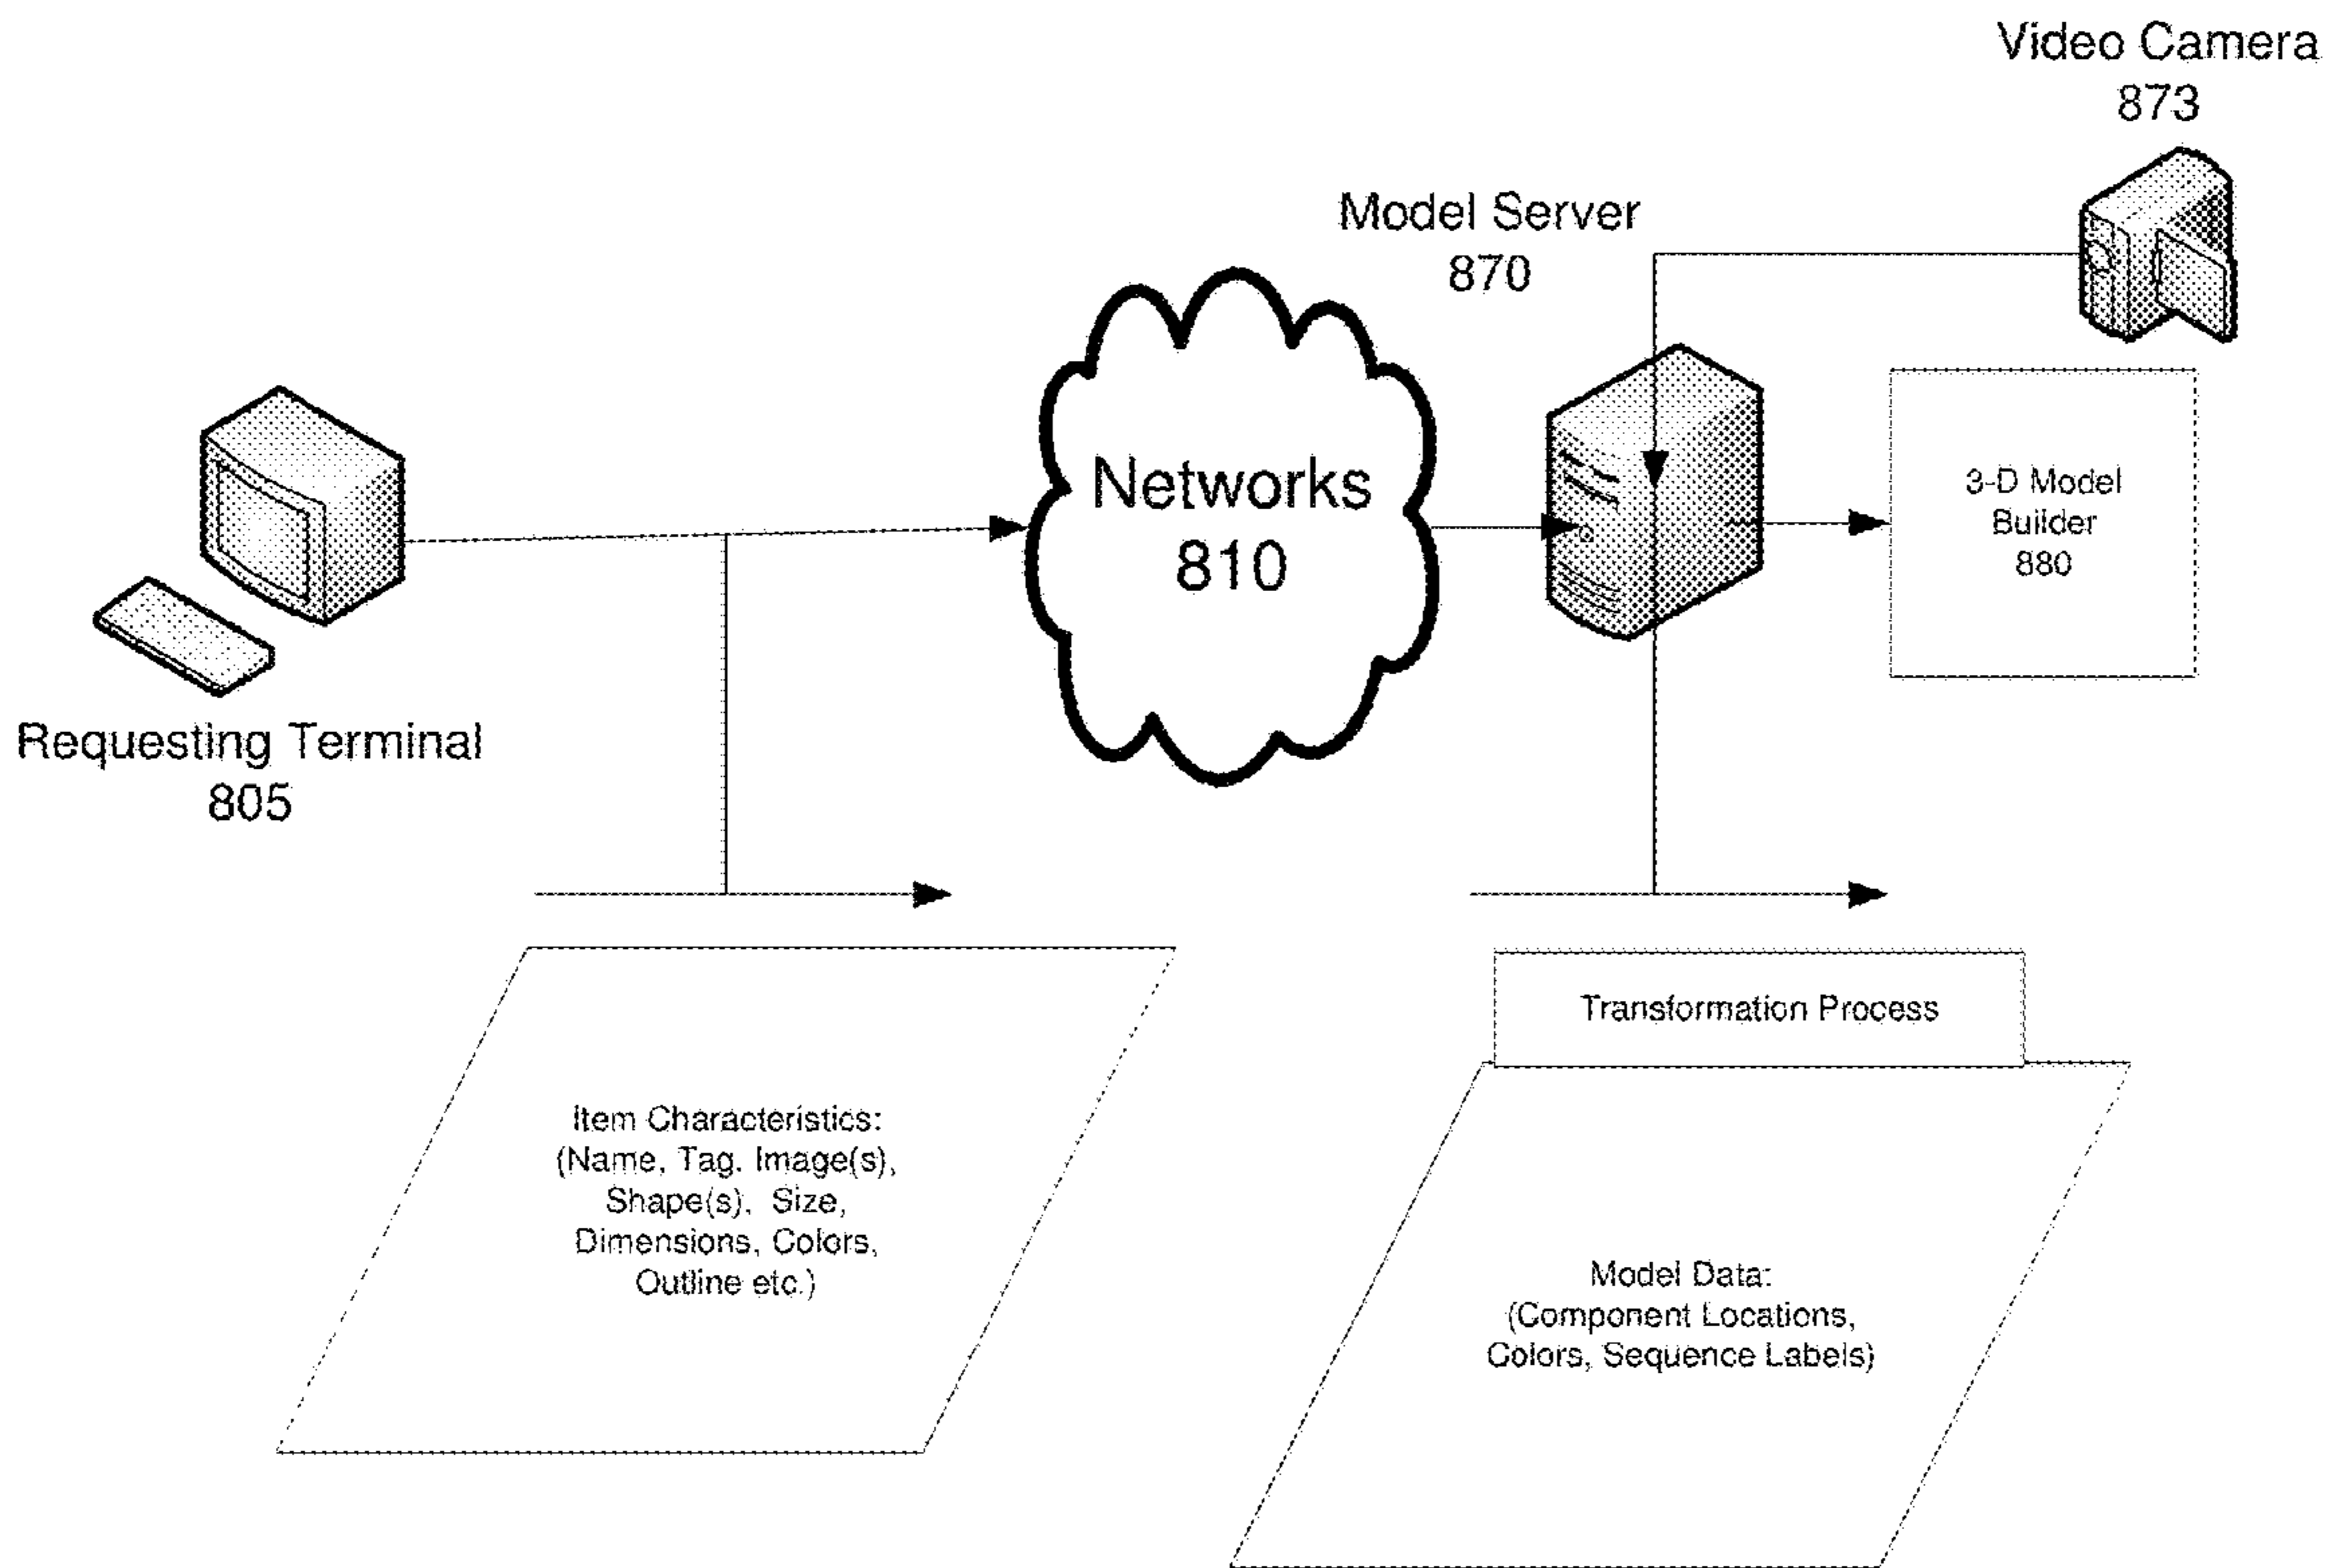 Video Camera
873
Model Server
870
Networks
810
3-D Model
Builder
880
Requesting Terminal
805
Transformation Process
Item Characteristics:
(Name, Tag, Image(s),
Shape(s), Size,
Dimensions, Colors,
Outline etc.)
Model Data:
(Component Locations,
Colors, Sequence Labels)